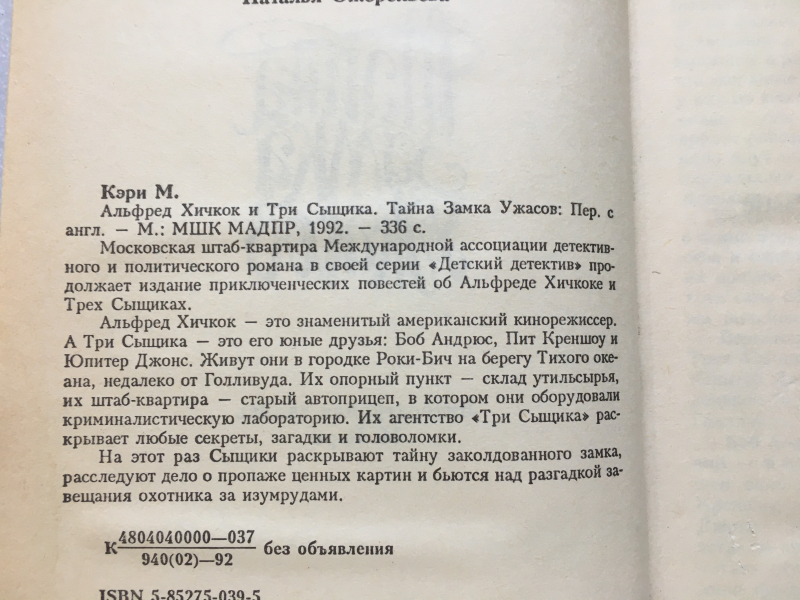 Наталья
Кэри М.
Альфред Хичкок и Три Сыщика. Тайна Замка Ужасов: Пер. с
англ. — М.: МШК МАДПР, 1992. — 336 с.
Московская штаб-квартира Международной ассоциации детектив-
ного и политического романа в своей серии «Детский детектив» про-
должает издание приключенческих повестей об Альфреде Хичкоке и
Трех Сыщиках.
Альфред Хичкок — это знаменитый американский кинорежиссер.
А Три Сыщика — это его юные друзья: Боб Андрюс, Пит Креншоу и
Юпитер Джонс. Живут они в городке Роки-Бич на берегу Тихого оке-
ана, недалеко от Голливуда. Их опорный пункт — склад утильсырья,
их штаб-квартира — старый автоприцеп, в котором они оборудовали
криминалистическую лабораторию. Их агентство «Три Сыщика» рас-
крывает любые секреты, загадки и головоломки.
На этот раз Сыщики раскрывают тайну заколдованного замка,
расследуют дело о пропаже ценных картин и бьются над разгадкой за-
вещания охотника за изумрудами.
4804040000—037
К без объявления
940(02)—92
ISBN 5-85275-039-5